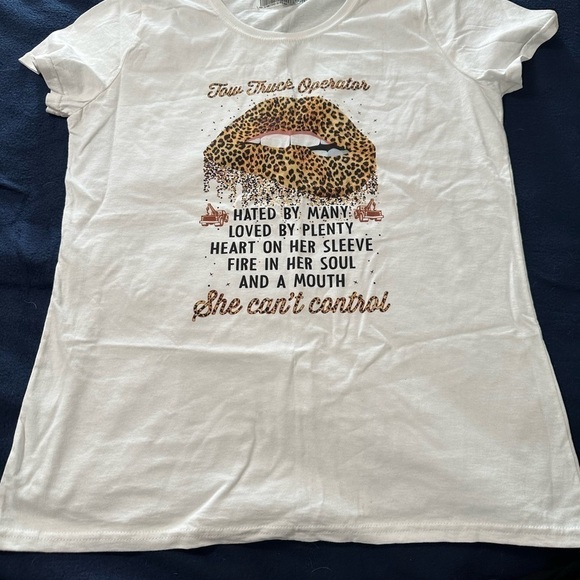 Tow Truck Operator
HATED BY MANY
LOVED BY PLENTY
HEART ON HER SLEEVE
FIRE IN HER SOUL
AND A MOUTH
She can't control